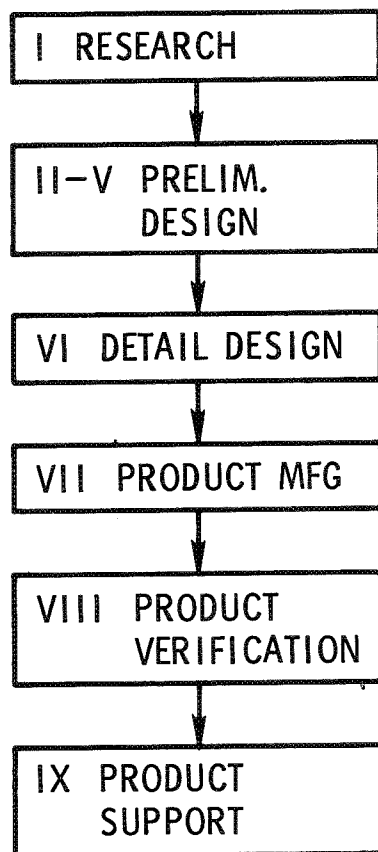 I RESEARCH
II-V PRELIM.
DESIGN
VI DETAIL DESIGN
VII PRODUCT MFG
VIII PRODUCT
VERIFICATION
IX PRODUCT
SUPPORT